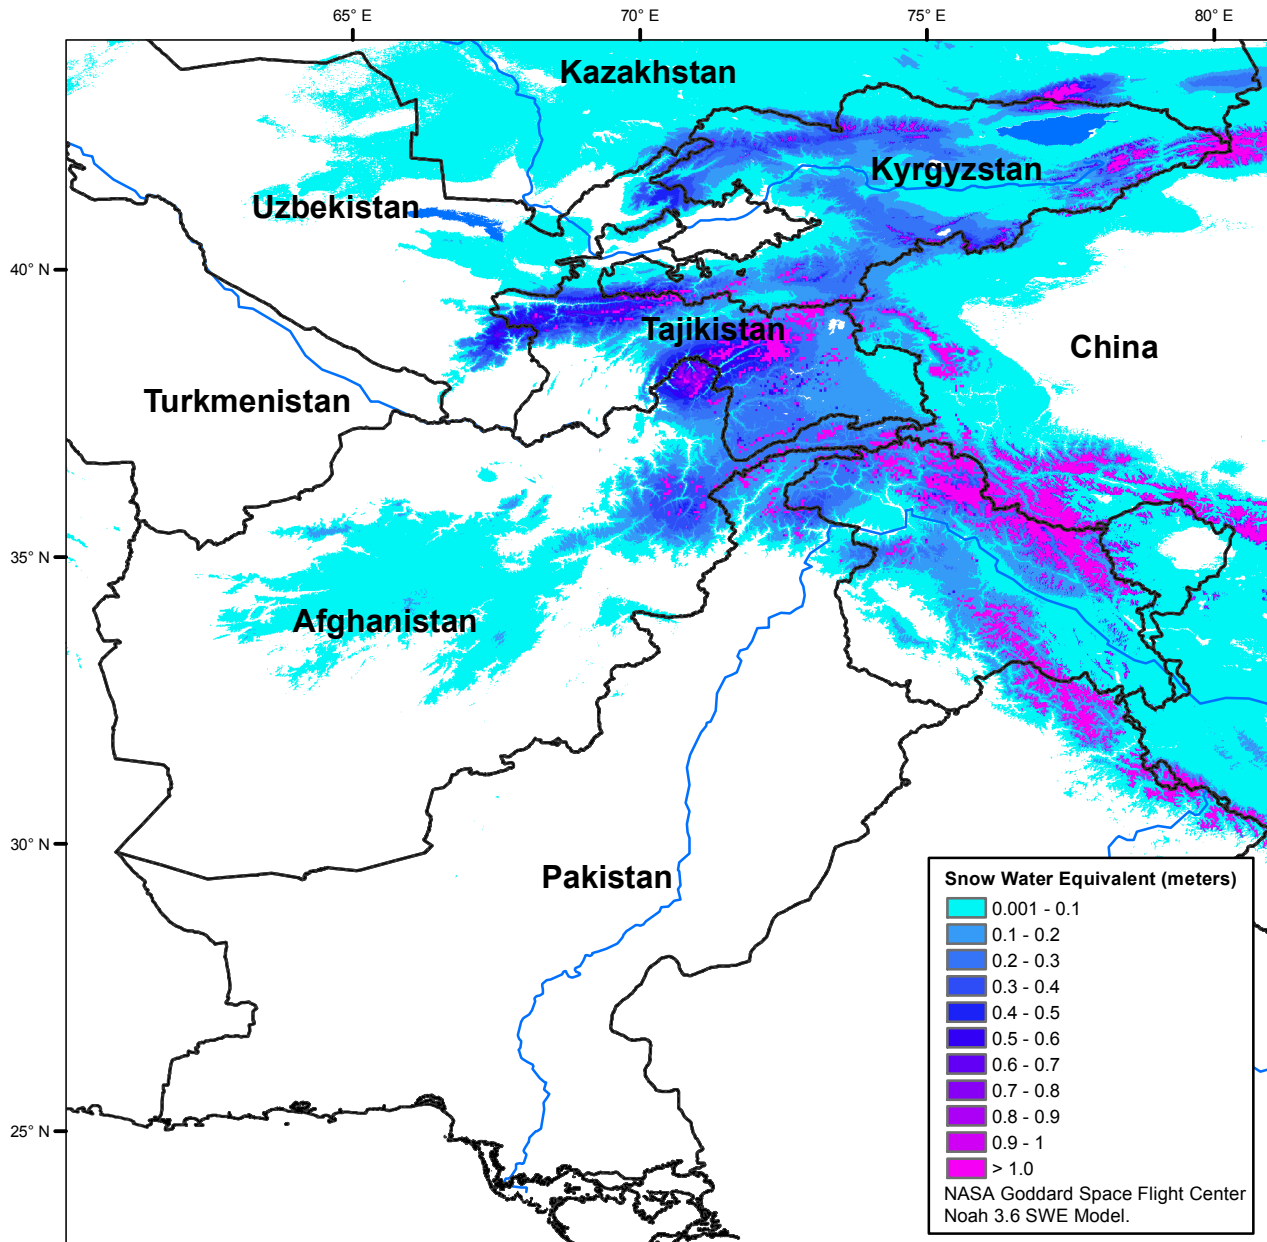 65° E
70° E
75° E
80° E
Kazakhstan
Kyrgyzstan
Uzbekistan
40° N
Tajikistan
China
Turkmenistan
35° N
Afghanistan
30° N
Pakistan
25° N
Snow Water Equivalent (meters)
0.001 - 0.1
0.1 - 0.2
0.2 - 0.3
0.3 - 0.4
0.4 - 0.5
0.5 - 0.6
0.6 - 0.7
0.7 - 0.8
0.8 - 0.9
0.9 - 1
> 1.0
NASA Goddard Space Flight Center
Noah 3.6 SWE Model.